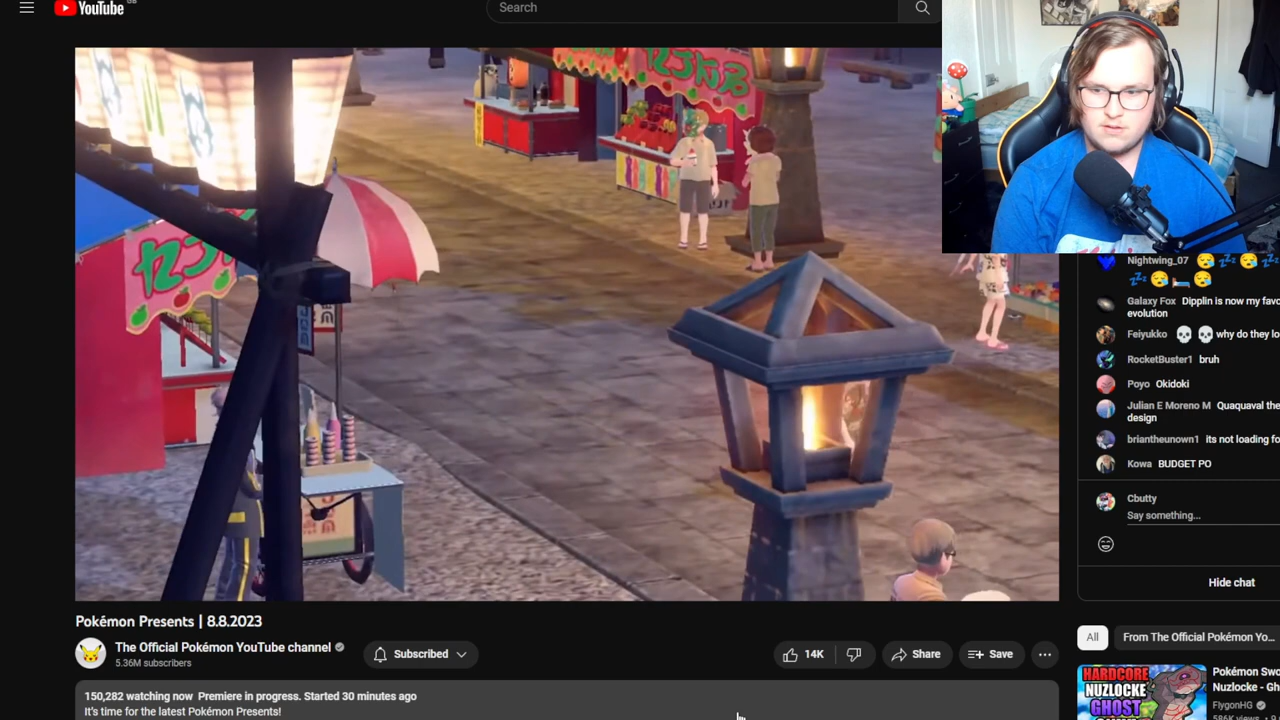 YouTube GB
Search
Pokémon Presents | 8.8.2023
The Official Pokémon YouTube channel
5.36M subscribers
Subscribed
14K
Share
Save
150,282 watching now Premiere in progress. Started 30 minutes ago
It's time for the latest Pokémon Presents!
Nightwing_07
Galaxy Fox Dipplin is now my favo
evolution
Feiyukko 💀 💀 why do they lo
RocketBuster1 bruh
Poyo Okidoki
Julian E Moreno M Quaquaval the
design
briantheunown1 its not loading fo
Kowa BUDGET PO
Cbutty
Say something...
Hide chat
All
From The Official Pokémon Yo...
HARDCORE
NUZLOCKE
GHOST
Pokémon Swo
Nuzlocke - Gh
FlygonHG
586K views